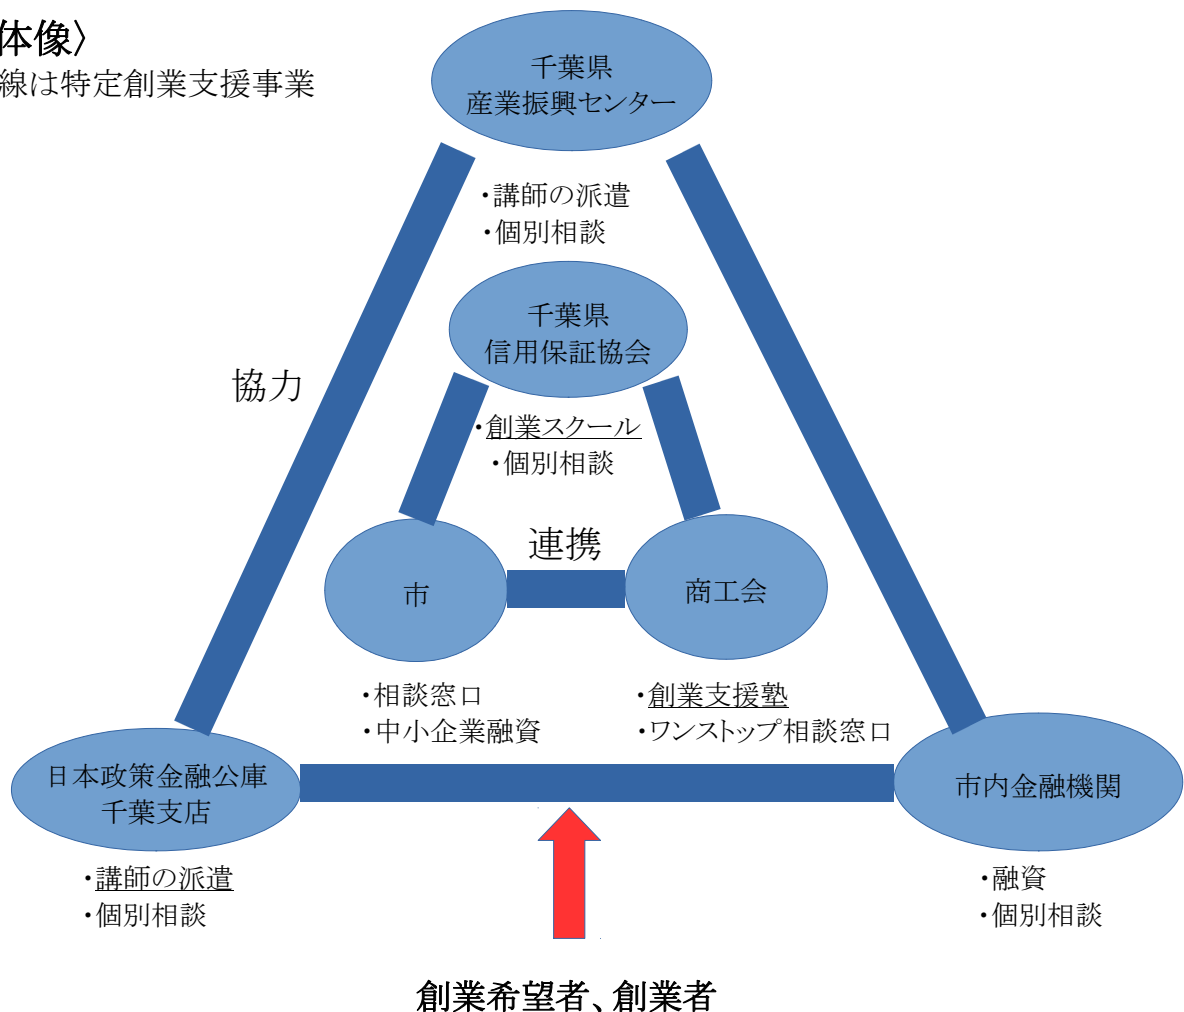 体像〉
線は特定創業支援事業
千葉県
産業振興センター
・講師の派遣
・個別相談
千葉県
信用保証協会
協力
・創業スクール
・個別相談
連携
市
商工会
・相談窓口
・中小企業融資
・創業支援塾
・ワンストップ相談窓口
日本政策金融公庫
千葉支店
市内金融機関
・講師の派遣
・個別相談
・融資
・個別相談
創業希望者、創業者